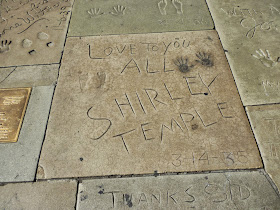 LOVE TO YOU
ALL
SHIRLEY
TEMPLE
3-14-35
THANKS SID